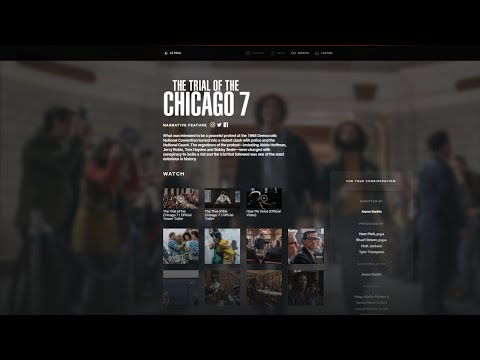 All Films
WATCH
LISTEN
THE TRIAL OF THE
CHICAGO 7
NARRATIVE FEATURE
What was intended to be a peaceful protest at the 1968 Democratic
National Convention turned into a violent clash with police and the
National Guard. The organizers of the protest—including Abbie Hoffman,
Jerry Rubin, Tom Hayden and Bobby Seale—were charged with
conspiracy to incite a riot and the trial that followed was one of the most
notorious in history.
WATCH
The Trial of the
Chicago 7 | Official
Teaser Trailer
The Trial of the
Chicago 7 | Official
Trailer
Hear My Voice (Official
Video)
FOR YOUR CONSIDERATION
DIRECTED BY
Aaron Sorkin
PRODUCED BY
Marc Platt, p.g.a.
Stuart Besser, p.g.a.
Matt Jackson
Tyler Thompson
Aaron Sorkin